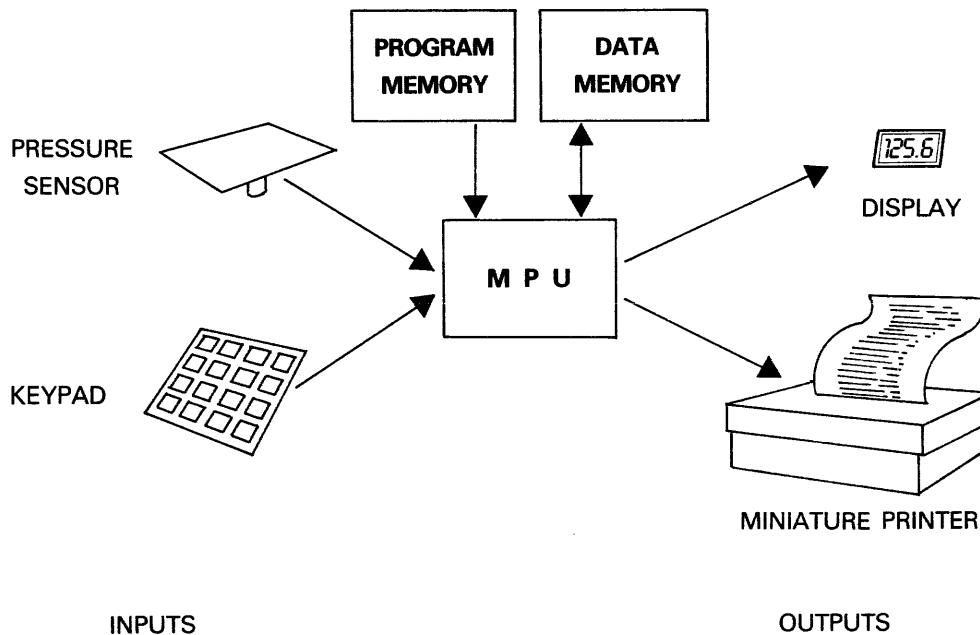 PROGRAM
MEMORY
DATA
MEMORY
PRESSURE
SENSOR
125.6
DISPLAY
M P U
KEYPAD
MINIATURE PRINTER
INPUTS
OUTPUTS